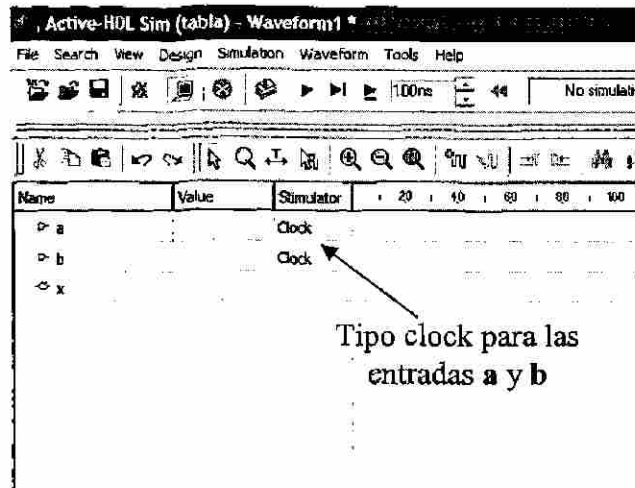 Active-HDL Sim (tabla) - Waveform1 *
File Search View Design Simulation Waveform Tools Help
100ns No simulati
Name Value Stimulator 20 40 60 80 100
a Clock
b Clock
x
Tipo clock para las
entradas a y b